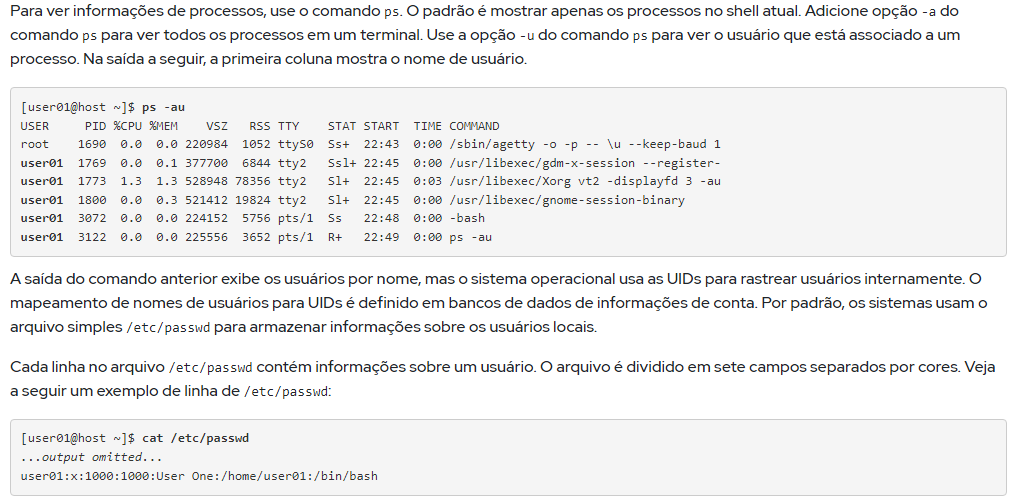 Para ver informações de processos, use o comando ps. O padrão é mostrar apenas os processos no shell atual. Adicione opção -a do
comando ps para ver todos os processos em um terminal. Use a opção -u do comando ps para ver o usuário que está associado a um
processo. Na saída a seguir, a primeira coluna mostra o nome de usuário.
[user01@host ~]$ ps -au
USER     PID %CPU %MEM    VSZ   RSS TTY    STAT START  TIME COMMAND
root    1690  0.0  0.0 220984  1052 ttyS0  Ss+  22:43  0:00 /sbin/agetty -o -p -- \u --keep-baud 1
user01  1769  0.0  0.1 377700  6844 tty2   Ssl+ 22:45  0:00 /usr/libexec/gdm-x-session --register-
user01  1773  1.3  1.3 528948 78356 tty2   Sl+  22:45  0:03 /usr/libexec/Xorg vt2 -displayfd 3 -au
user01  1800  0.0  0.3 521412 19824 tty2   Sl+  22:45  0:00 /usr/libexec/gnome-session-binary
user01  3072  0.0  0.0 224152  5756 pts/1  Ss   22:48  0:00 -bash
user01  3122  0.0  0.0 225556  3652 pts/1  R+   22:49  0:00 ps -au
A saída do comando anterior exibe os usuários por nome, mas o sistema operacional usa as UIDs para rastrear usuários internamente. O
mapeamento de nomes de usuários para UIDs é definido em bancos de dados de informações de conta. Por padrão, os sistemas usam o
arquivo simples /etc/passwd para armazenar informações sobre os usuários locais.
Cada linha no arquivo /etc/passwd contém informações sobre um usuário. O arquivo é dividido em sete campos separados por cores. Veja
a seguir um exemplo de linha de /etc/passwd:
[user01@host ~]$ cat /etc/passwd
...output omitted...
user01:x:1000:1000:User One:/home/user01:/bin/bash